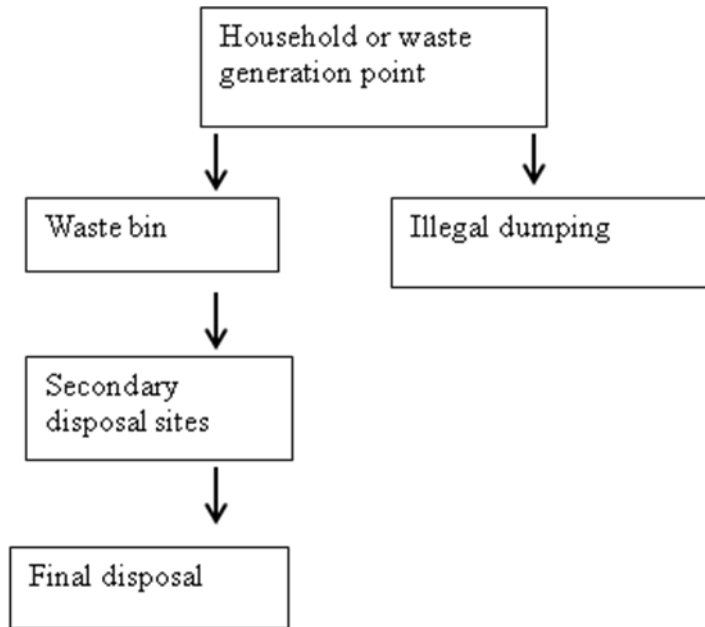 Household or waste
generation point
Waste bin
Illegal dumping
Secondary
disposal sites
Final disposal